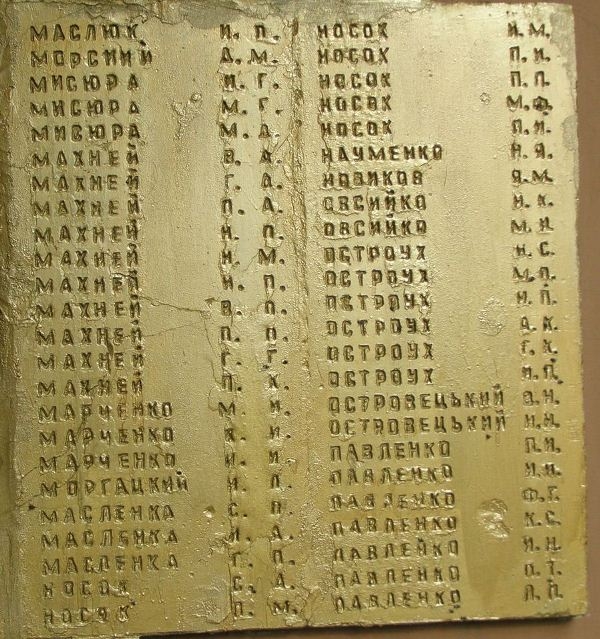 МАСЛЮК И. П.
МОРСКИЙ А. М.
МИСЮРА И. Г.
МИСЮРА М. Г.
МИСЮРА М. А.
МАХНЕЙ В. А.
МАХНЕЙ Г. А.
МАХНЕЙ П. А.
МАХНЕЙ И. П.
МАХНЕЙ И. М.
МАХНЕЙ И. П.
МАХНЕЙ В. П.
МАХНЕЙ П. П.
МАХНЕЙ Г. Г.
МАХНЕЙ П. К.
МАРЧЕНКО М. И.
МАРЧЕНКО К. И.
МАРЧЕНКО И. И.
МОРГАЦКИЙ И. Л.
МАСЛЕНКА С. П.
МАСЛЕНКА И. А.
МАСЛЕНКА Г. П.
НОСОК С. А.
НОСОК П. М.
НОСОК И. М.
НОСОК П. И.
НОСОК П. П.
НОСОК М. Ф.
НОСОК П. И.
НАУМЕНКО Н. Я.
НОВИКОВ Я. М.
ОВСИЙКО И. К.
ОВСИЙКО М. И.
ОСТРОУХ И. С.
ОСТРОУХ М. П.
ОСТРОУХ И. П.
ОСТРОУХ А. К.
ОСТРОУХ Г. К.
ОСТРОУХ И. П.
ОСТРОВЕЦЬКИЙ В. Н.
ОСТРОВЕЦЬКИЙ И. И.
ПАВЛЕНКО П. И.
ПАВЛЕНКО И. И.
ПАВЛЕНКО Ф. Г.
ПАВЛЕНКО К. С.
ПАВЛЕНКО И. Н.
ПАВЛЕНКО П. Т.
ПАВЛЕНКО Л. П.